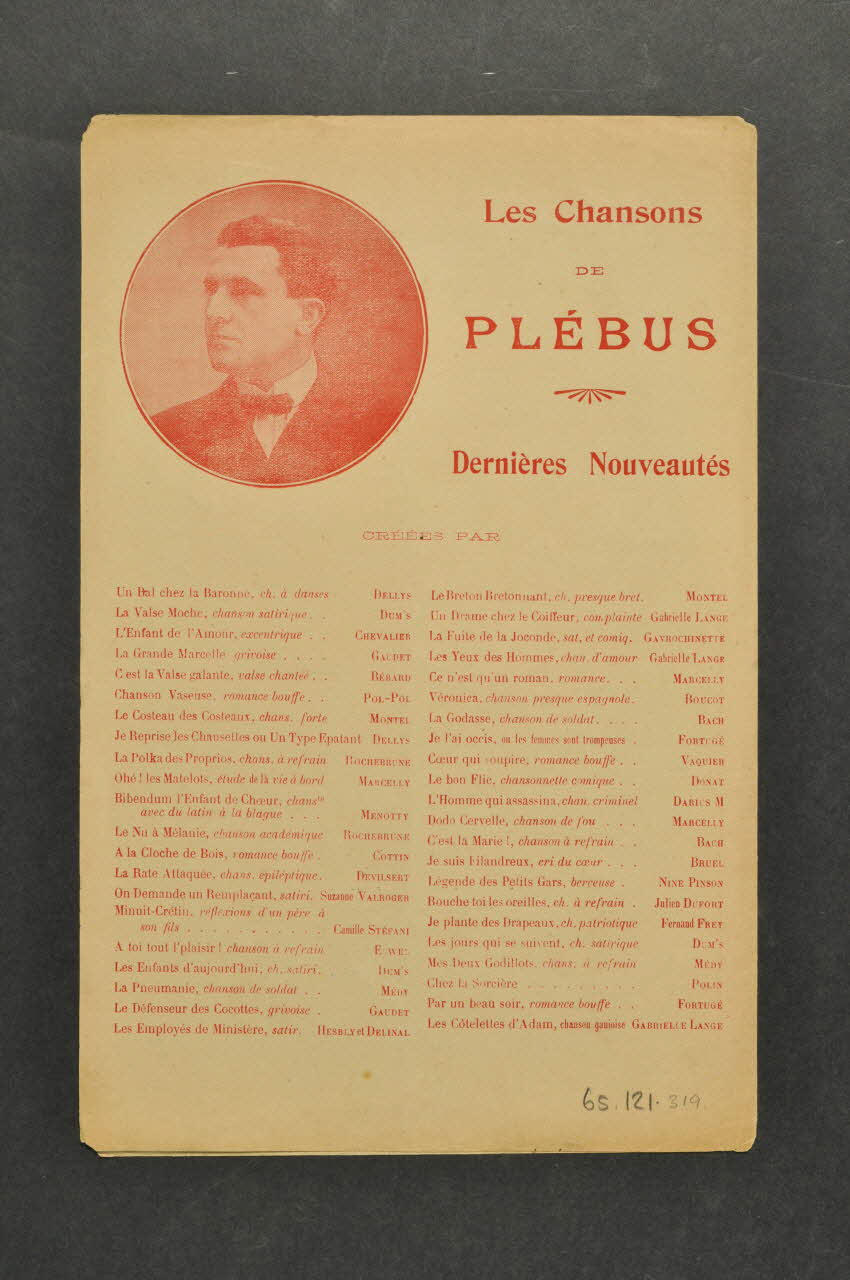 Les Chansons
DE
PLÉBUS
Dernières Nouveautés
CRÉÉES PAR
Un Bal chez la Baronne, ch. à danses DELLYS
La Valse Moche, chanson satirique . . DUM'S
L'Enfant de l'Amour, excentrique . . CHEVALIER
La Grande Marcelle grivoise . . . . GAUDET
C'est la Valse galante, valse chantée . . BÉRARD
Chanson Vaseuse, romance bouffe . . POL-POL
Le Costeau des Costeaux, chans. forte MONTEL
Je Reprise les Chaussettes ou Un Type Epatant DELLYS
La Polka des Proprios, chans. à refrain ROCHEBRUNE
Ohé ! les Matelots, étude de la vie à bord MARCELLY
Bibendum l'Enfant de Chœur, chans^te
avec du latin à la blague . . . MENOTTY
Le Nu à Mélanie, chanson académique ROCHEBRUNE
A la Cloche de Bois, romance bouffe . COTTIN
La Rate Attaquée, chans. épileptique. DEVILSERT
On Demande un Remplaçant, satiri. Suzanne VALROGER
Minuit-Crétin, réflexions d'un père à
son fils . . . . . . . . . . . Camille STÉFANI
A toi tout l'plaisir ! chanson à refrain
Les Enfants d'aujourd'hui, ch. satiri. . DUM'S
La Pneumanie, chanson de soldat . . MÉDY
Le Défenseur des Cocottes, grivoise . GAUDET
Les Employés de Ministère, satir. HESBLY et DELINAL
Le Breton Bretonnant, ch. presque bret. MONTEL
Un Drame chez le Coiffeur, complainte Gabrielle LANGE
La Fuite de la Joconde, sat. et comiq. GAVROCHINETTE
Les Yeux des Hommes, chan. d'amour Gabrielle LANGE
Ce n'est qu'un roman, romance. . . MARCELLY
Véronica, chanson presque espagnole. BOUCOT
La Godasse, chanson de soldat. . . . BACH
Je l'ai occis, ou les femmes sont trompeuses . FORTUGÉ
Cœur qui soupire, romance bouffe . . VAQUIER
Le bon Flic, chansonnette comique . . DONAT
L'Homme qui assassina, chan. criminel DARIUS M
Dodo Cervelle, chanson de fou . . . MARCELLY
C'est la Marie !, chanson à refrain . . BACH
Je suis Filandreux, cri du cœur . . . BRUEL
Légende des Petits Gars, berceuse . NINE PINSON
Bouche toi les oreilles, ch. à refrain . Julien DUFORT
Je plante des Drapeaux, ch. patriotique Fernand FREY
Les jours qui se suivent, ch. satirique DUM'S
Mes Deux Godillots, chans. à refrain MÉDY
Chez la Sorcière . . . . . . . . . POLIN
Par un beau soir, romance bouffe . . FORTUGÉ
Les Côtelettes d'Adam, chanson gauloise GABRIELLE LANGE
65.121.319.